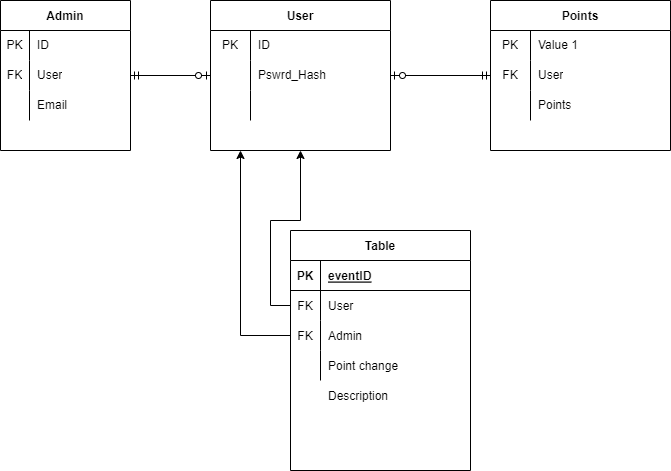 Admin
PK ID
FK User
Email
User
PK ID
Pswrd_Hash
Points
PK Value 1
FK User
Points
Table
PK eventID
FK User
FK Admin
Point change
Description